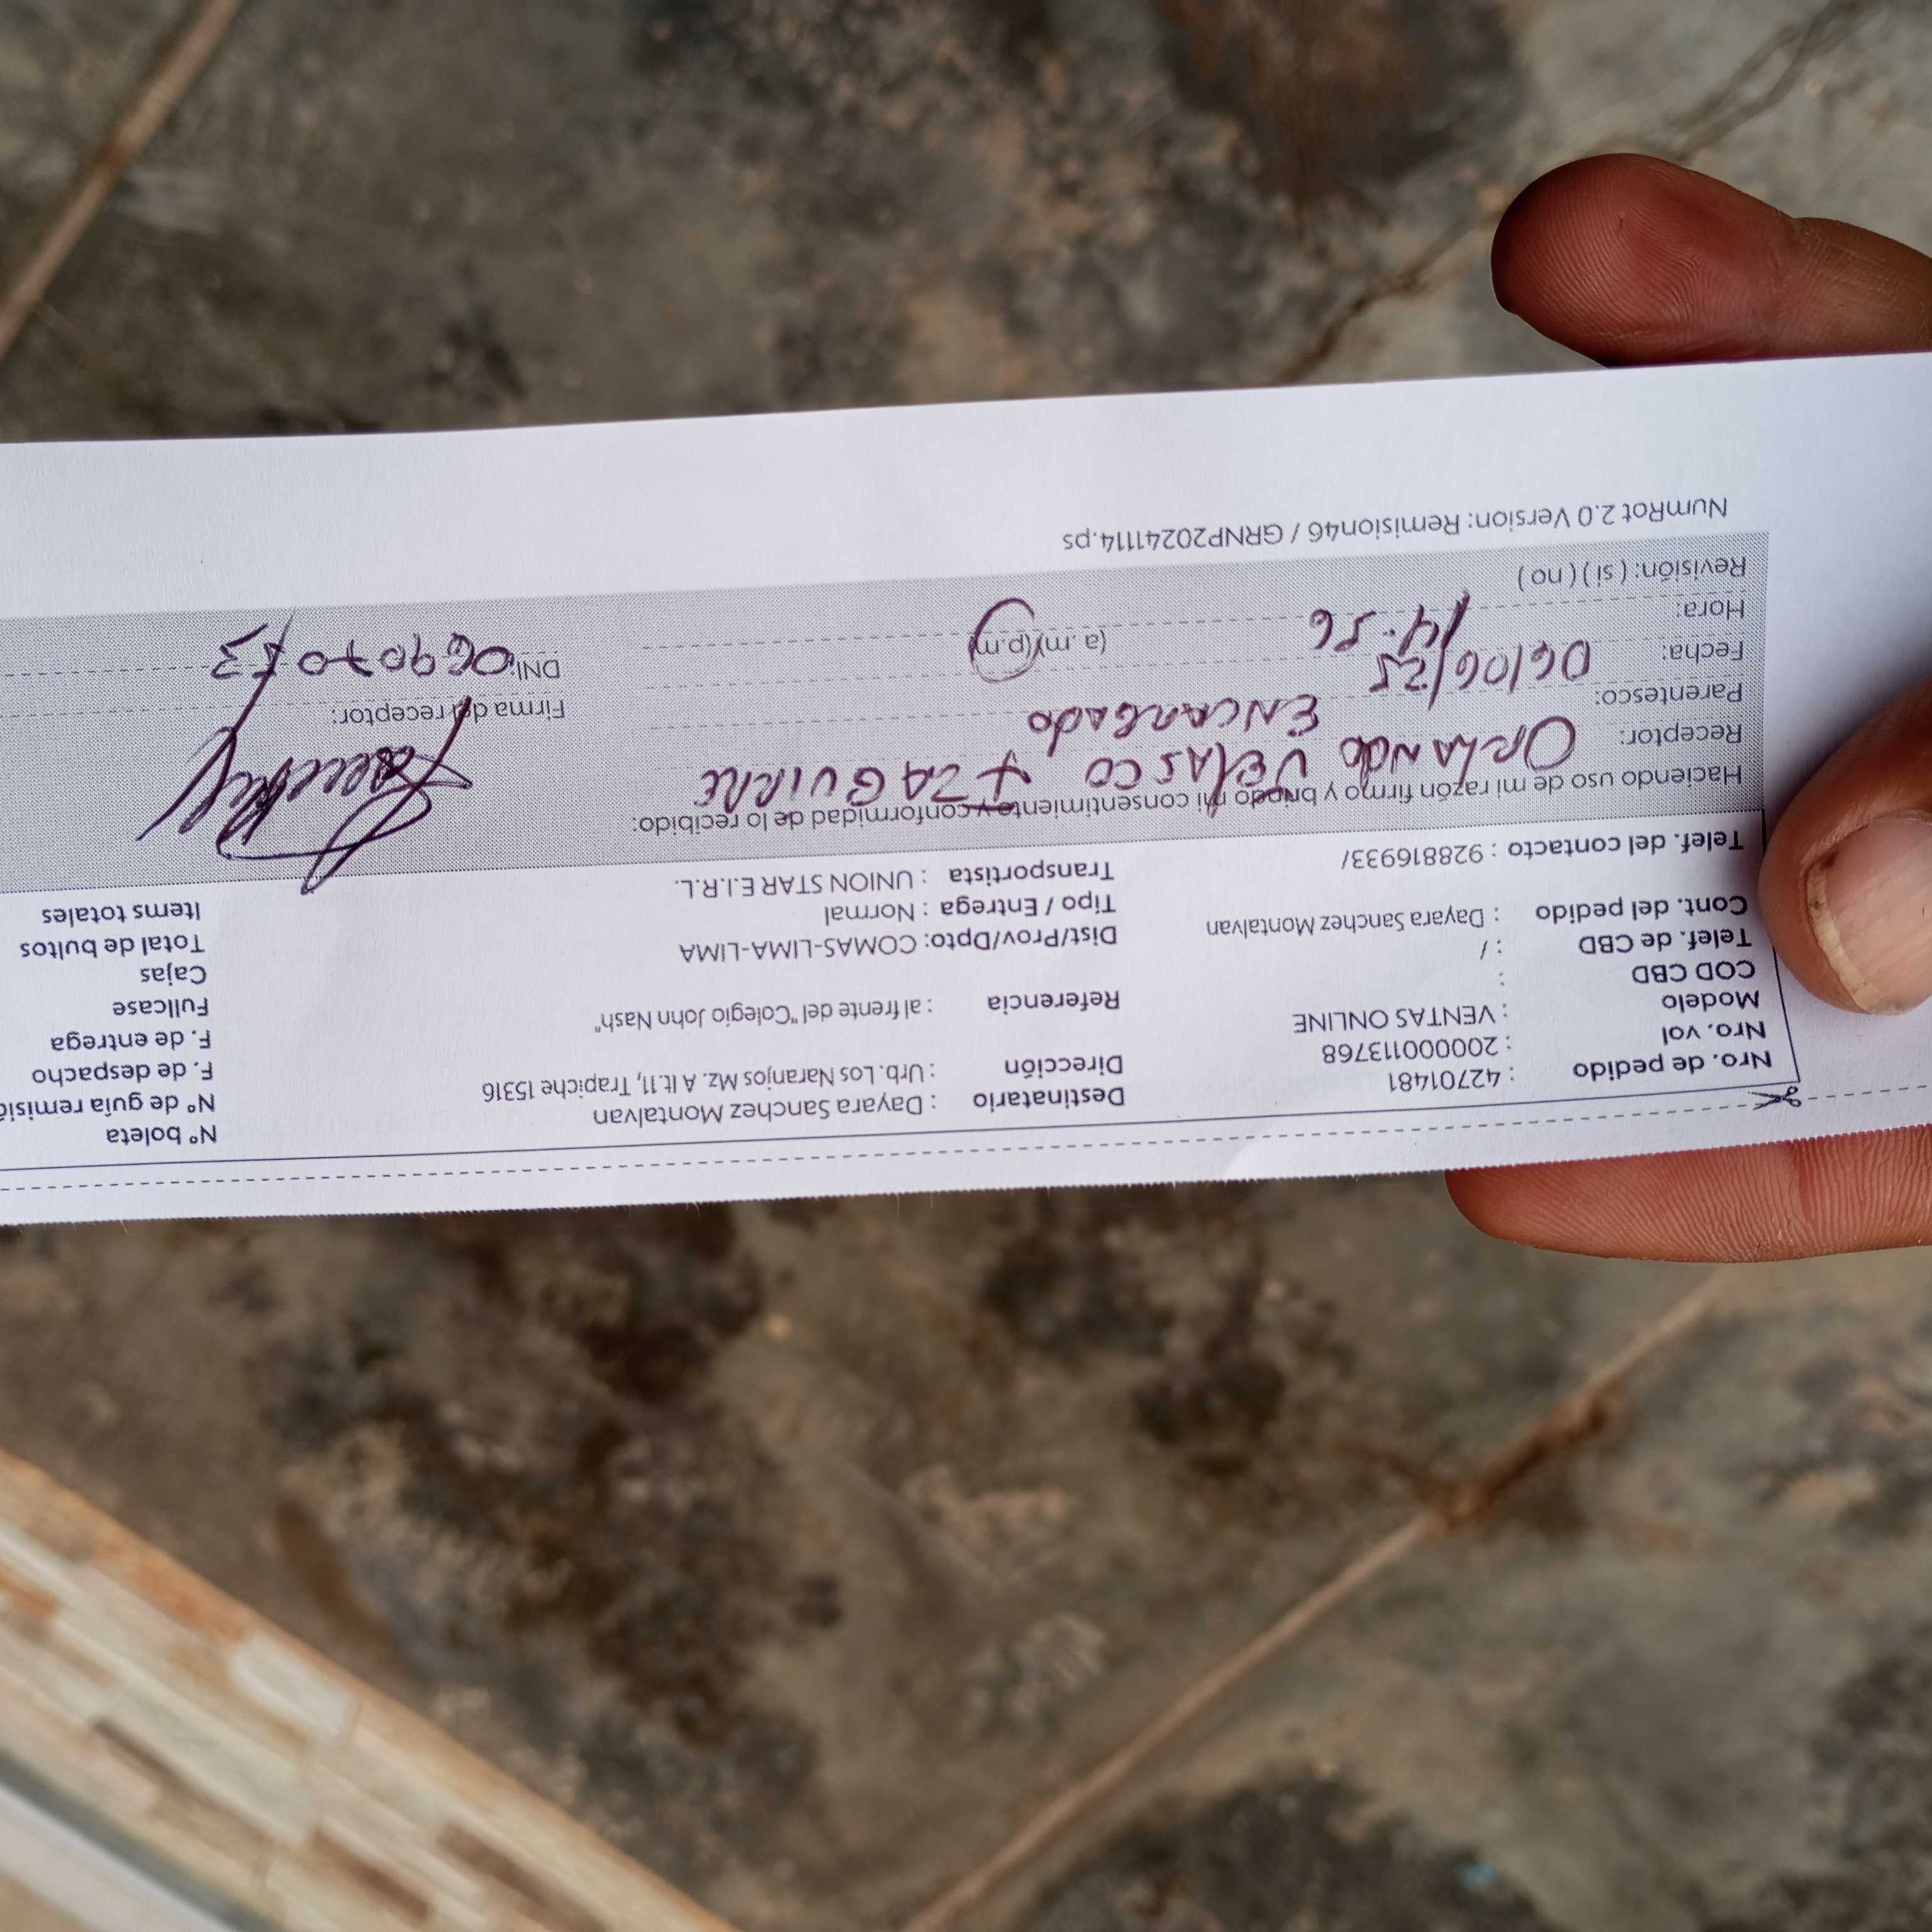 Nro. de pedido : 42701481 Destinatario : Dayara Sanchez Montalvan N° boleta
Nro. vol : 20000113768 Dirección : Urb. Los Naranjos Mz. A lt.11, Trapiche 15316 N° de guía remisió
Modelo : VENTAS ONLINE F. de despacho
COD CBD : Referencia : al frente del "Colegio John Nash" F. de entrega
Telef. de CBD : / Fullcase
Cont. del pedido : Dayara Sanchez Montalvan Dist/Prov/Dpto: COMAS-LIMA-LIMA Cajas
Tipo / Entrega : Normal Total de bultos
Telef. del contacto : 928816933/ Transportista : UNION STAR E.I.R.L. Items totales
Haciendo uso de mi razón firmo y brindo mi consentimiento y conformidad de lo recibido:
Receptor: ORLANDO VELASCO YZAGUIRRE
Parentesco: ENCARGADO Firma del receptor:
Fecha: 06/06/25 DNI:
Hora: 14:56 (a. m)(p.m)
Revisión: ( si ) ( no )
NumRot 2.0 Version: Remision46 / GRNP20241114.ps